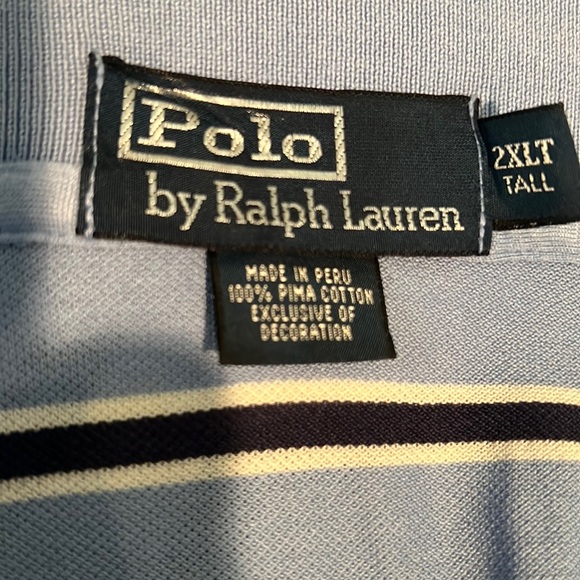 Polo
by Ralph Lauren
2XLT
TALL
MADE IN PERU
100% PIMA COTTON
EXCLUSIVE OF
DECORATION